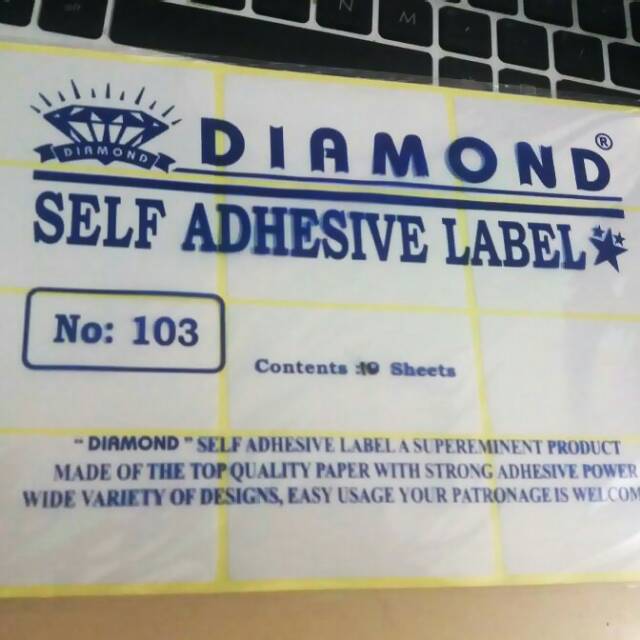 N M
DIAMOND
DIAMOND®
SELF ADHESIVE LABEL
No: 103
Contents :10 Sheets
“ DIAMOND ” SELF ADHESIVE LABEL A SUPEREMINENT PRODUCT
MADE OF THE TOP QUALITY PAPER WITH STRONG ADHESIVE POWER
WIDE VARIETY OF DESIGNS, EASY USAGE YOUR PATRONAGE IS WELCOM